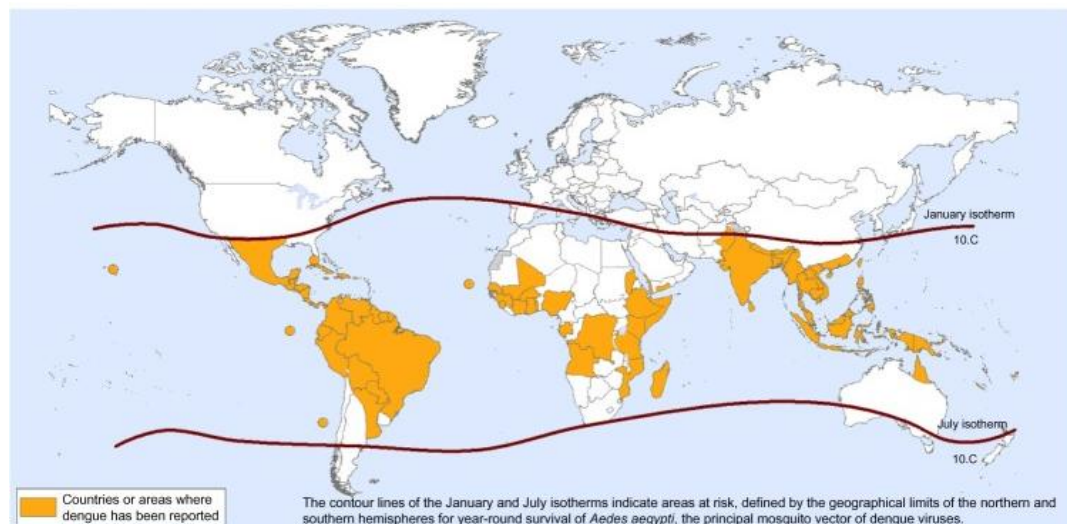 January isotherm
10.C
July isotherm
10.C
Countries or areas where
dengue has been reported
The contour lines of the January and July isotherms indicate areas at risk, defined by the geographical limits of the northern and
southern hemispheres for year-round survival of Aedes aegypti, the principal mosquito vector of dengue viruses.